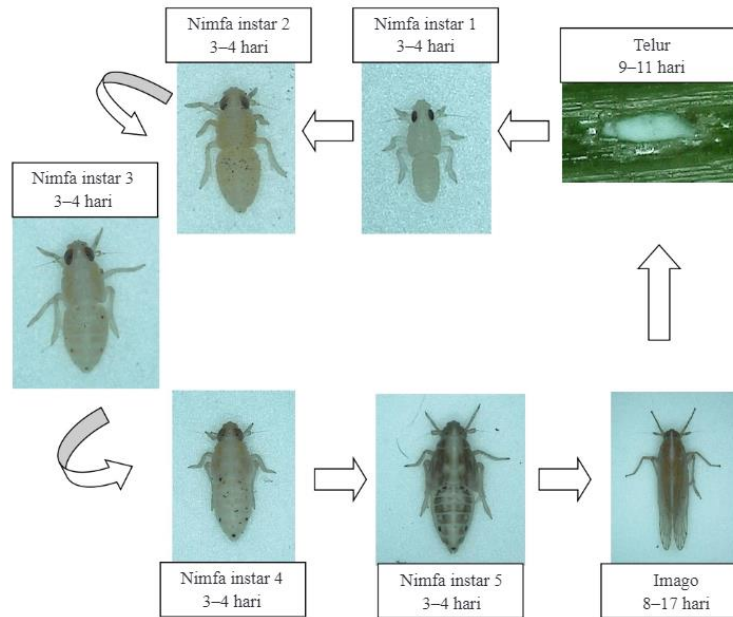 Nimfa instar 2
3–4 hari
Nimfa instar 1
3–4 hari
Telur
9–11 hari
Nimfa instar 3
3–4 hari
Nimfa instar 4
3–4 hari
Nimfa instar 5
3–4 hari
Imago
8–17 hari